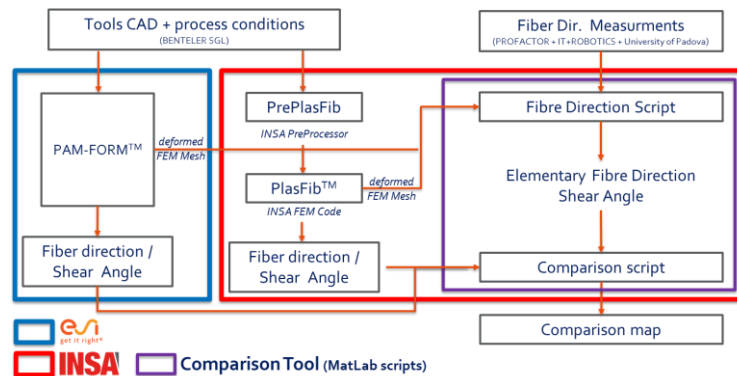 Tools CAD + process conditions
(BENTELER SGL)
Fiber Dir. Measurments
(PROFACTOR + IT+ROBOTICS + University of Padova)
PrePlasFib
INSA PreProcessor
Fibre Direction Script
PAM-FORM™
deformed
FEM Mesh
PlasFib™
INSA FEM Code
deformed
FEM Mesh
Elementary Fibre Direction
Shear Angle
Fiber direction /
Shear Angle
Fiber direction /
Shear Angle
Comparison script
Comparison map
esi
get it right®
INSA
Comparison Tool (MatLab scripts)